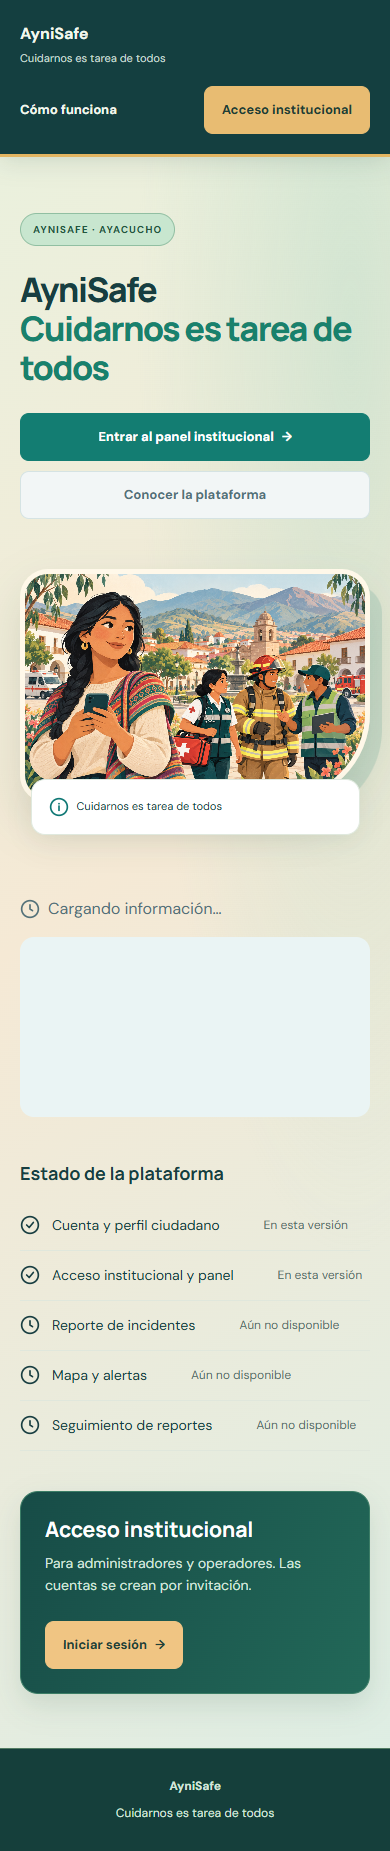 AyniSafe
Cuidarnos es tarea de todos
Cómo funciona
Acceso institucional
AYNISAFE · AYACUCHO
AyniSafe
Cuidarnos es tarea de
todos
Entrar al panel institucional →
Conocer la plataforma
Cuidarnos es tarea de todos
Cargando información...
Estado de la plataforma
Cuenta y perfil ciudadano En esta versión
Acceso institucional y panel En esta versión
Reporte de incidentes Aún no disponible
Mapa y alertas Aún no disponible
Seguimiento de reportes Aún no disponible
Acceso institucional
Para administradores y operadores. Las
cuentas se crean por invitación.
Iniciar sesión →
AyniSafe
Cuidarnos es tarea de todos